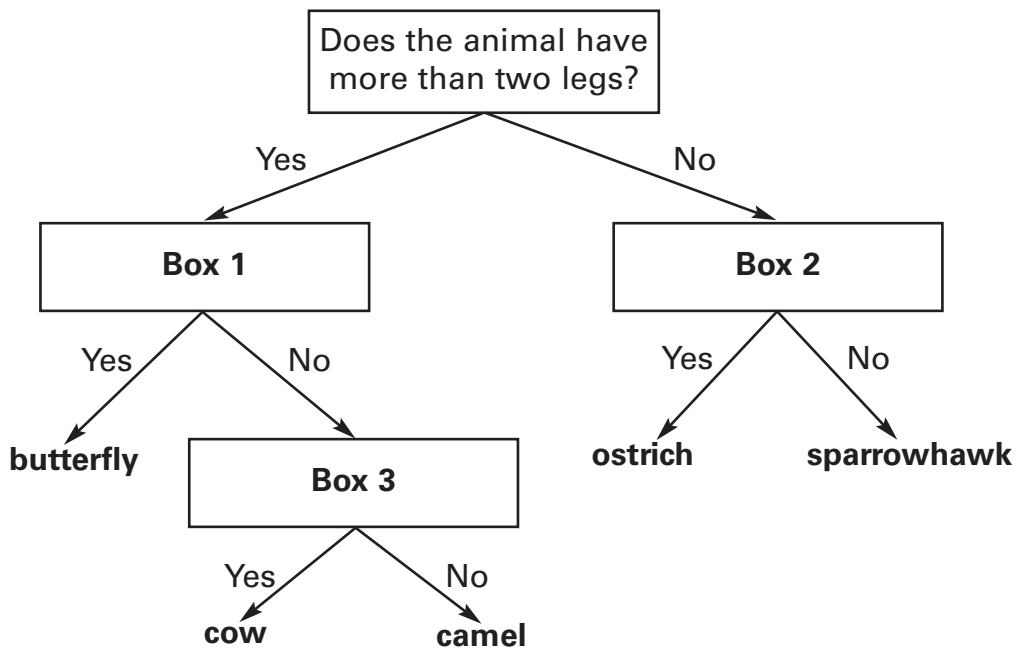 Does the animal have
more than two legs?
Yes
No
Box 1
Box 2
Yes
No
Yes
No
butterfly
ostrich
sparrowhawk
Box 3
Yes
No
cow
camel